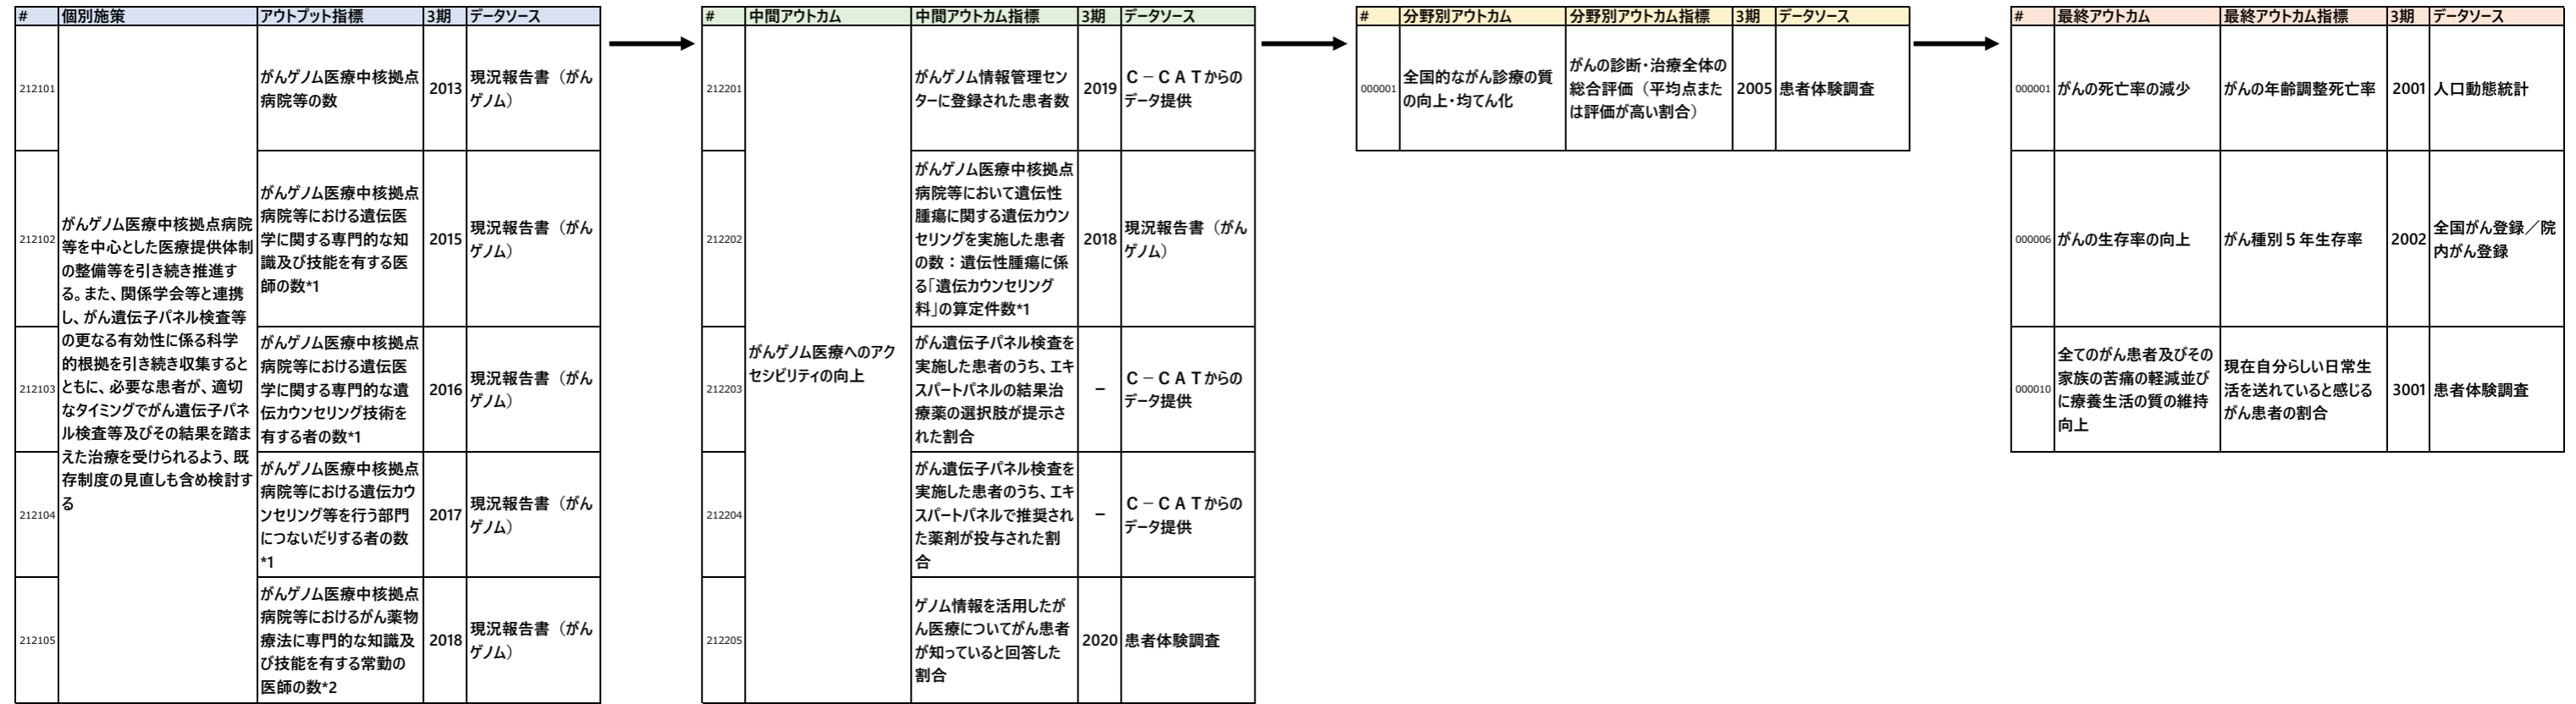 # 個別施策 アウトプット指標 3期 データソース
212101
がんゲノム医療中核拠点
病院等の数
2013
現況報告書（がん
ゲノム）
がんゲノム医療中核拠点病院
等を中心とした医療提供体制
の整備等を引き続き推進す
る。また、関係学会等と連携
し、がん遺伝子パネル検査等
の更なる有効性に係る科学
的根拠を引き続き収集すると
ともに、必要な患者が、適切
なタイミングでがん遺伝子パネ
ル検査等及びその結果を踏ま
えた治療を受けられるよう、既
存制度の見直しも含め検討す
る
212102
がんゲノム医療中核拠点
病院等における遺伝医
学に関する専門的な知
識及び技能を有する医
師の数*1
2015
現況報告書（がん
ゲノム）
212103
がんゲノム医療中核拠点
病院等における遺伝医
学に関する専門的な遺
伝カウンセリング技術を
有する者の数*1
2016
現況報告書（がん
ゲノム）
212104
がんゲノム医療中核拠点
病院等における遺伝カウ
ンセリング等を行う部門
につないだりする者の数
*1
2017
現況報告書（がん
ゲノム）
212105
がんゲノム医療中核拠点
病院等におけるがん薬物
療法に専門的な知識及
び技能を有する常勤の
医師の数*2
2018
現況報告書（がん
ゲノム）
# 中間アウトカム 中間アウトカム指標 3期 データソース
212201
がんゲノム情報管理セン
ターに登録された患者数
2019
Ｃ－ＣＡＴからの
データ提供
がんゲノム医療へのアク
セシビリティの向上
212202
がんゲノム医療中核拠点
病院等において遺伝性
腫瘍に関する遺伝カウン
セリングを実施した患者
の数：遺伝性腫瘍に係
る「遺伝カウンセリング
料」の算定件数*1
2018
現況報告書（がん
ゲノム）
212203
がん遺伝子パネル検査を
実施した患者のうち、エキ
スパートパネルの結果治
療薬の選択肢が提示さ
れた割合
－
Ｃ－ＣＡＴからの
データ提供
212204
がん遺伝子パネル検査を
実施した患者のうち、エキ
スパートパネルで推奨され
た薬剤が投与された割
合
－
Ｃ－ＣＡＴからの
データ提供
212205
ゲノム情報を活用したが
ん医療についてがん患者
が知っていると回答した
割合
2020
患者体験調査
# 分野別アウトカム 分野別アウトカム指標 3期 データソース
000001
全国的ながん診療の質
の向上・均てん化
がんの診断・治療全体の
総合評価（平均点また
は評価が高い割合）
2005
患者体験調査
# 最終アウトカム 最終アウトカム指標 3期 データソース
000001
がんの死亡率の減少
がんの年齢調整死亡率
2001
人口動態統計
000006
がんの生存率の向上
がん種別５年生存率
2002
全国がん登録／院
内がん登録
000010
全てのがん患者及びその
家族の苦痛の軽減並び
に療養生活の質の維持
向上
現在自分らしい日常生
活を送れていると感じる
がん患者の割合
3001
患者体験調査